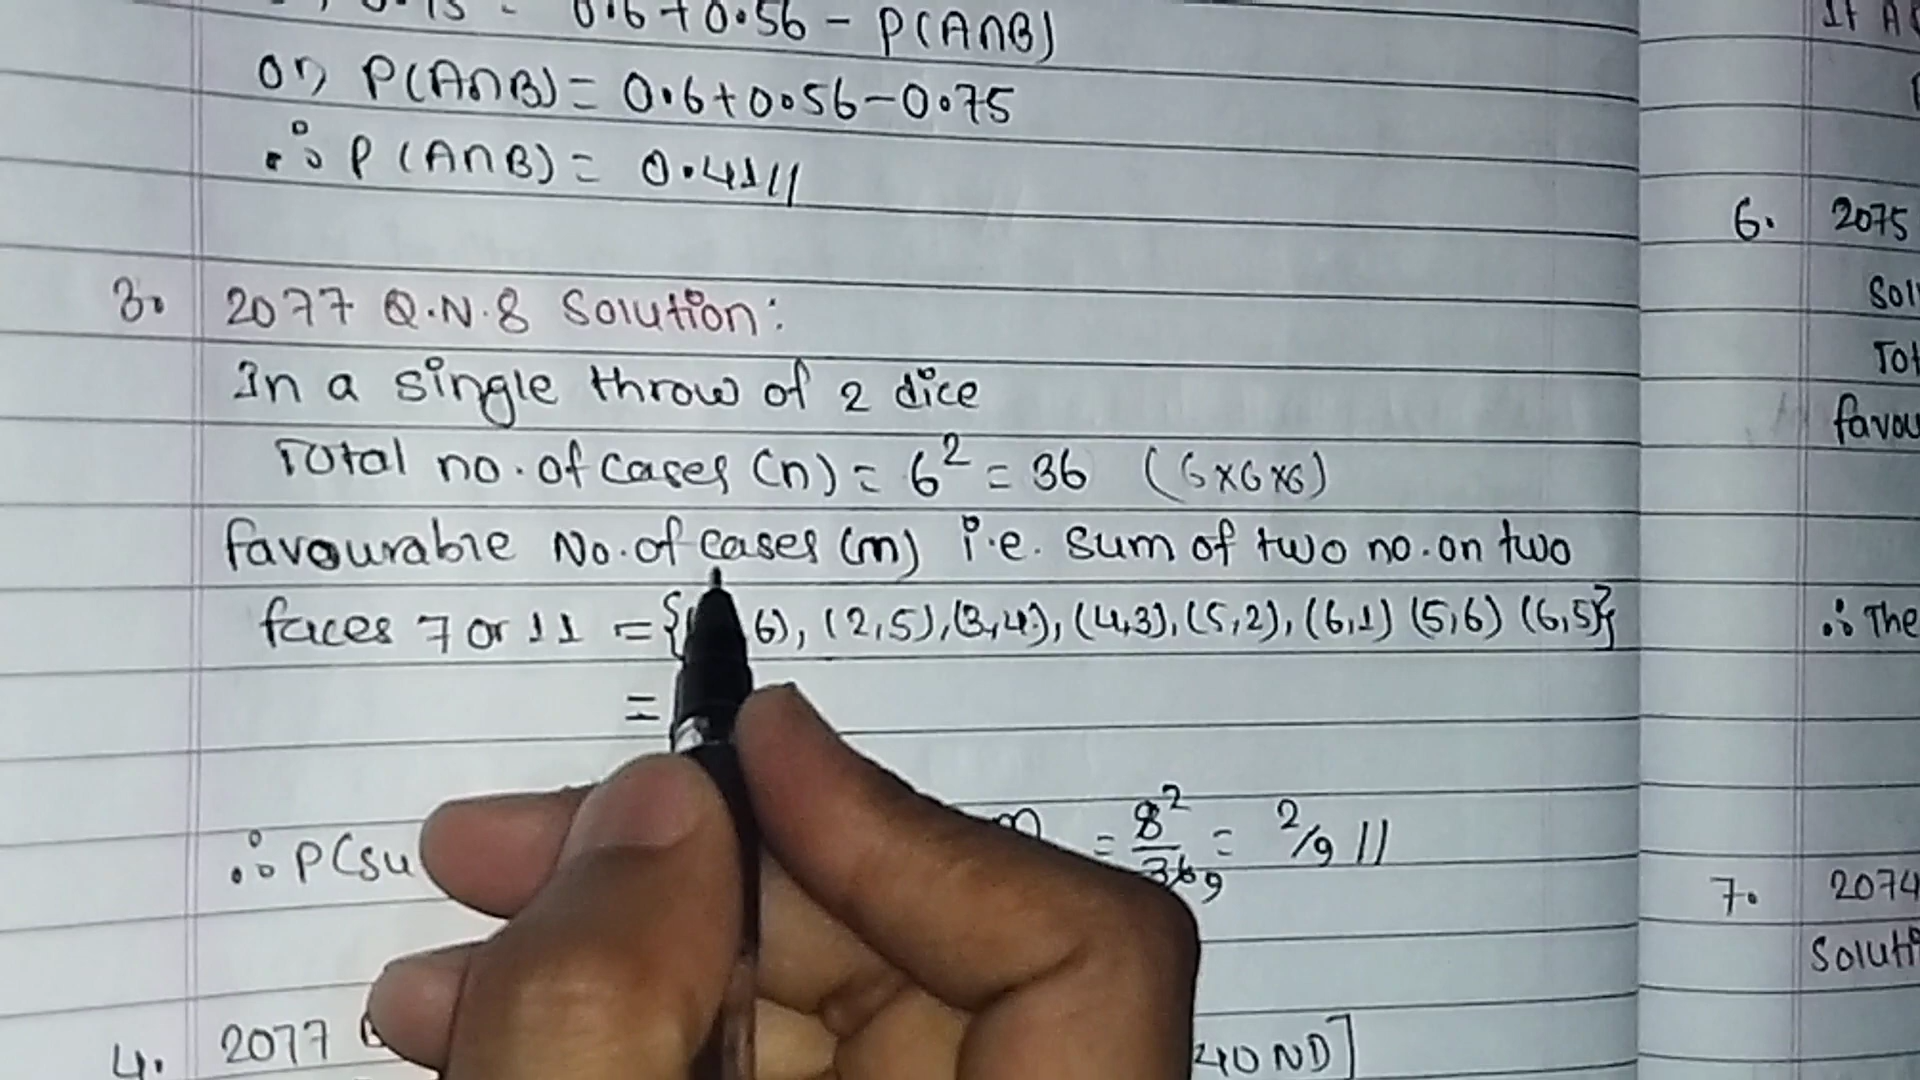 0.6+0.56 - P(A∩B)
or, P(A∩B) = 0.6+0.56-0.75
∴ P(A∩B) = 0.41//
3. 2077 Q.N.8 Solution:
In a single throw of 2 dice
Total no. of cases (n) = 6² = 36 (6×6×6)
favourable No. of cases (m) i.e. sum of two no. on two
faces 7 or 11 = { 6), (2,5), (3,4), (4,3), (5,2), (6,1) (5,6) (6,5)}
=
∴ P(su m = 8²/36 9 = 2/9 //
4. 2077
If A
6. 2075
Sol
Tot
favou
∴ The
7. 2074
Soluti